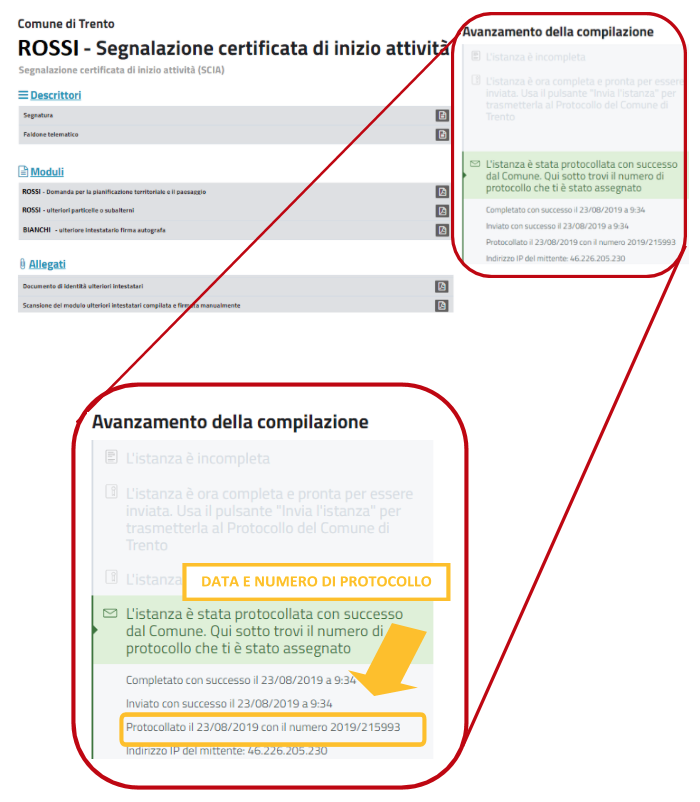 Comune di Trento
ROSSI - Segnalazione certificata di inizio attività
Segnalazione certificata di inizio attività (SCIA)
Descrittori
Segnatura
Faldone telematico
Moduli
ROSSI - Domanda per la pianificazione territoriale e il paesaggio
ROSSI - ulteriori particelle o subalterni
BIANCHI - ulteriore intestatario firma autografa
Allegati
Documento di identità ulteriori intestatari
Scansione del modulo ulteriori intestatari compilata e firmata manualmente
Avanzamento della compilazione
L'istanza è incompleta
L'istanza è ora completa e pronta per essere
inviata. Usa il pulsante "Invia l'istanza" per
trasmetterla al Protocollo del Comune di
Trento
L'istanza è stata protocollata con successo
dal Comune. Qui sotto trovi il numero di
protocollo che ti è stato assegnato
Completato con successo il 23/08/2019 a 9:34
Inviato con successo il 23/08/2019 a 9:34
Protocollato il 23/08/2019 con il numero 2019/215993
Indirizzo IP del mittente: 46.226.205.230
Avanzamento della compilazione
L'istanza è incompleta
L'istanza è ora completa e pronta per essere
inviata. Usa il pulsante "Invia l'istanza" per
trasmetterla al Protocollo del Comune di
Trento
L'istanza
DATA E NUMERO DI PROTOCOLLO
L'istanza è stata protocollata con successo
dal Comune. Qui sotto trovi il numero di
protocollo che ti è stato assegnato
Completato con successo il 23/08/2019 a 9:34
Inviato con successo il 23/08/2019 a 9:34
Protocollato il 23/08/2019 con il numero 2019/215993
Indirizzo IP del mittente: 46.226.205.230